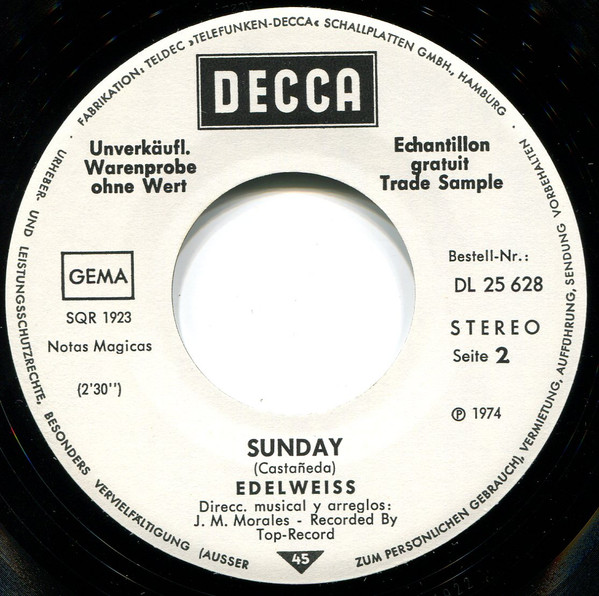 · FABRIKATION: TELDEC »TELEFUNKEN-DECCA« SCHALLPLATTEN GMBH., HAMBURG ·
DECCA
Unverkäufl.
Warenprobe
ohne Wert
Echantillon
gratuit
Trade Sample
GEMA
SQR 1923
Notas Magicas
(2'30")
Bestell-Nr.:
DL 25 628
STEREO
Seite 2
℗ 1974
SUNDAY
(Castañeda)
EDELWEISS
Direcc. musical y arreglos:
J. M. Morales - Recorded By
Top-Record
45
URHEBER- UND LEISTUNGSSCHUTZRECHTE, BESONDERS VERVIELFÄLTIGUNG (AUSSER ZUM PERSÖNLICHEN GEBRAUCH), VERMIETUNG, AUFFÜHRUNG, SENDUNG VORBEHALTEN